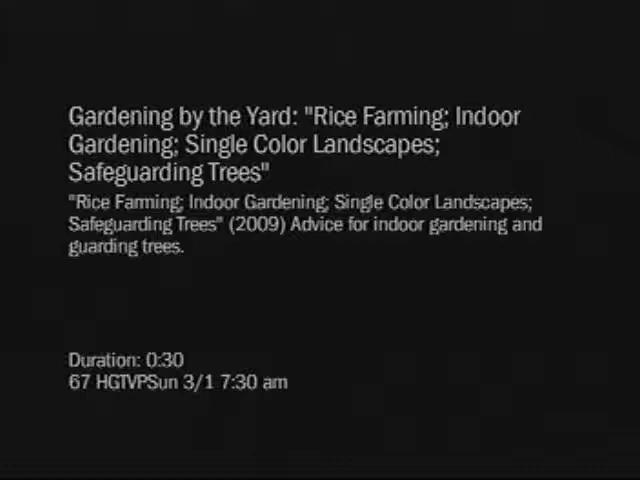 Gardening by the Yard: "Rice Farming; Indoor
Gardening; Single Color Landscapes;
Safeguarding Trees"
"Rice Farming; Indoor Gardening; Single Color Landscapes;
Safeguarding Trees" (2009) Advice for indoor gardening and
guarding trees.
Duration: 0:30
67 HGTVPSun 3/1 7:30 am